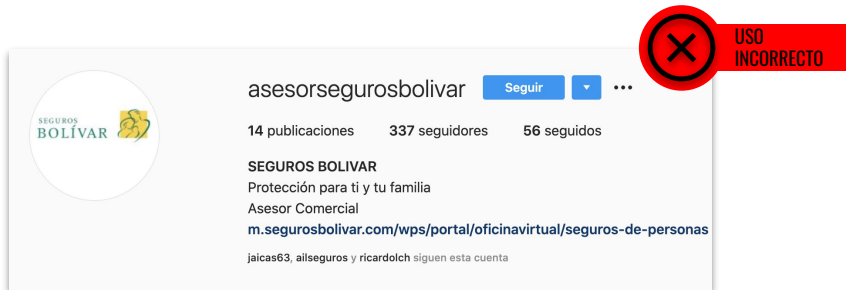 USO
INCORRECTO
SEGUROS
BOLÍVAR
asesorsegurosbolivar Seguir
14 publicaciones 337 seguidores 56 seguidos
SEGUROS BOLIVAR
Protección para ti y tu familia
Asesor Comercial
m.segurosbolivar.com/wps/portal/oficinavirtual/seguros-de-personas
jaicas63, ailseguros y ricardolch siguen esta cuenta